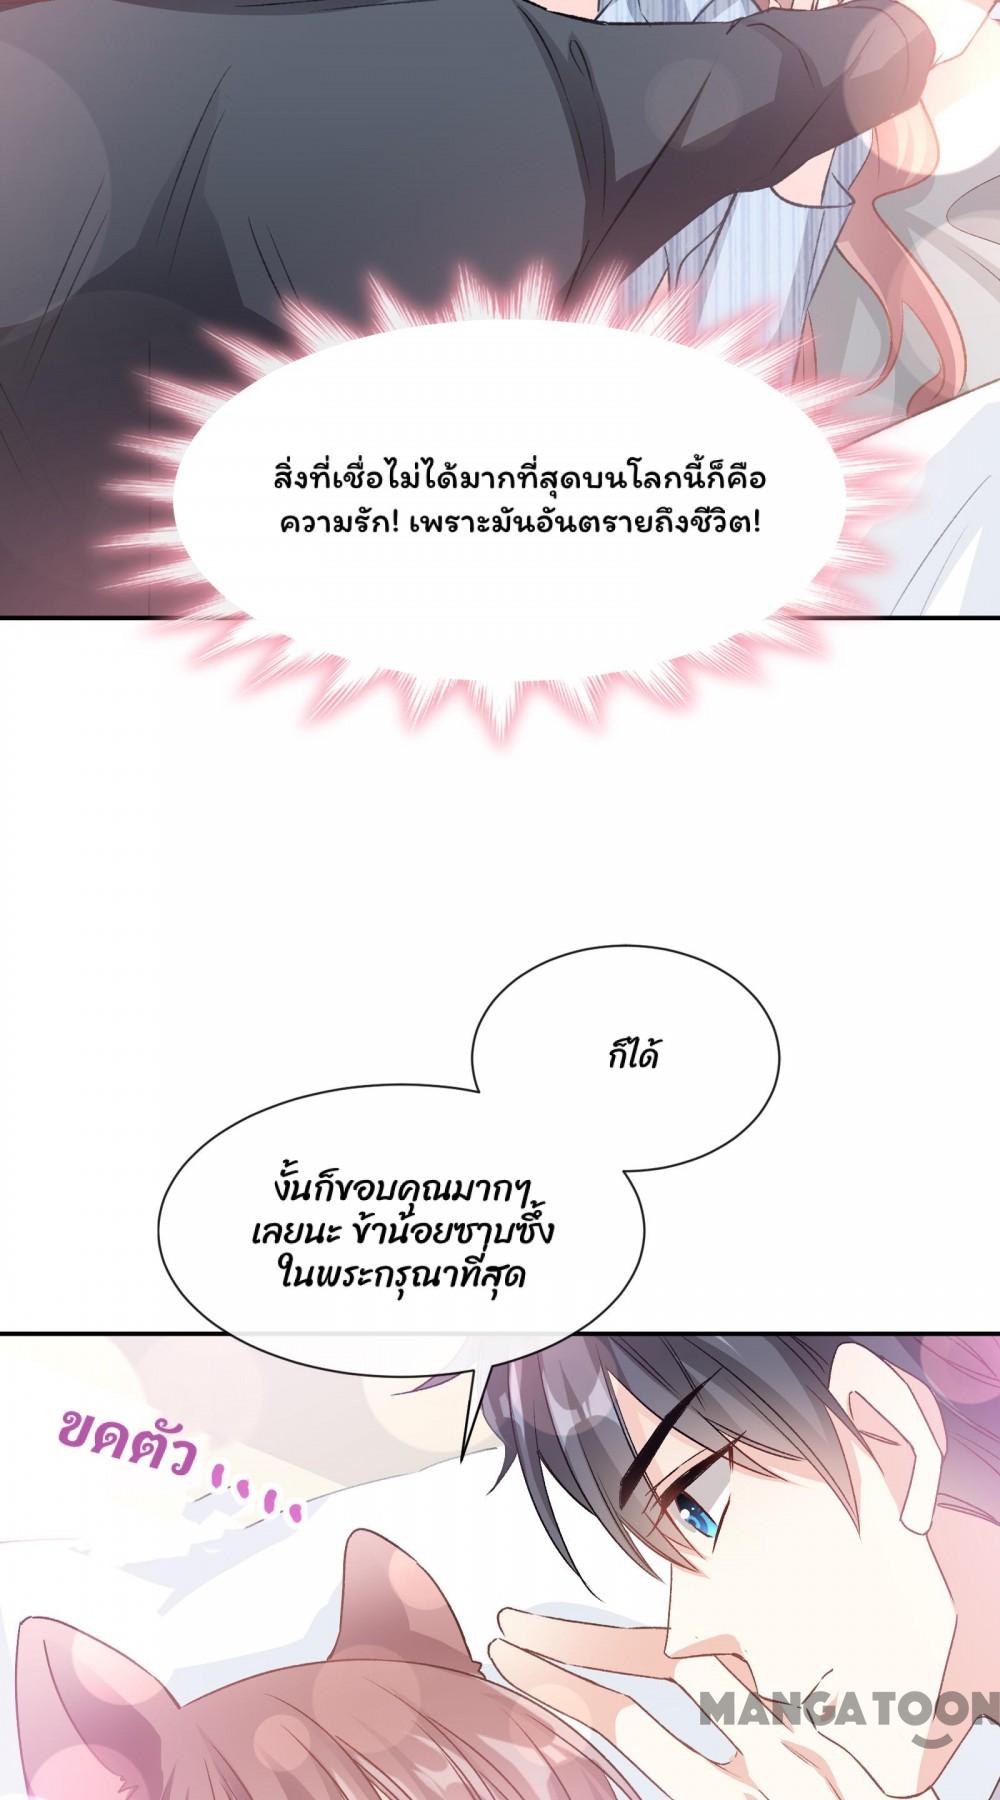 สิ่งที่เชื่อไม่ได้มากที่สุดบนโลกนี้ก็คือ
ความรัก! เพราะมันอันตรายถึงชีวิต!
ก็ได้
งั้นก็ขอบคุณมากๆ
เลยนะ ข้าน้อยซาบซึ้ง
ในพระกรุณาที่สุด
ขดตัว
MANGATOON